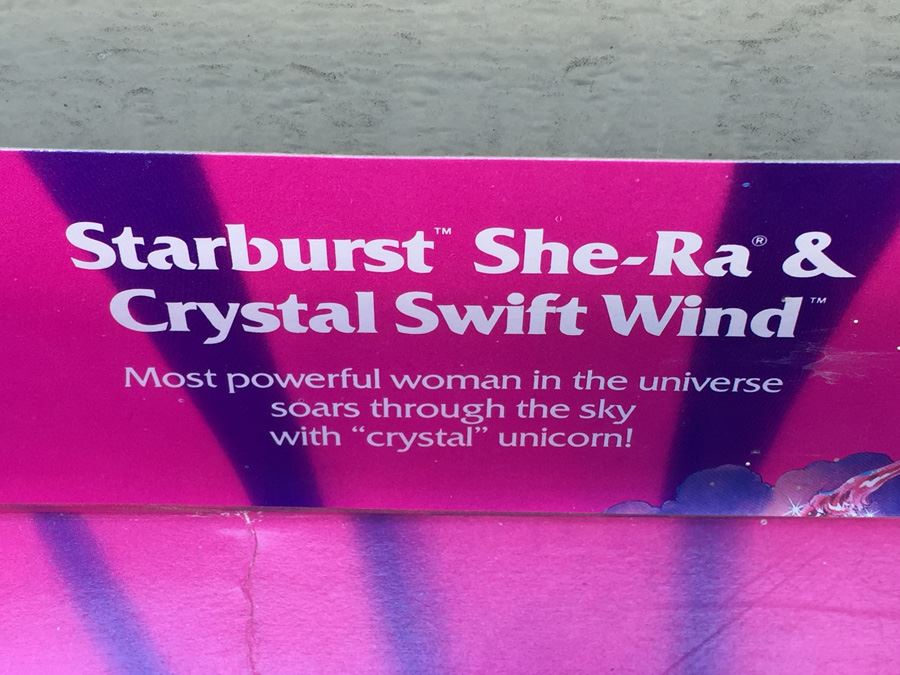 Starburst™ She-Ra® &
Crystal Swift Wind™
Most powerful woman in the universe
soars through the sky
with “crystal” unicorn!